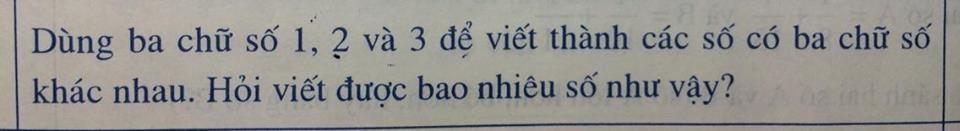 Dùng ba chữ số 1, 2 và 3 để viết thành các số có ba chữ số
khác nhau. Hỏi viết được bao nhiêu số như vậy?